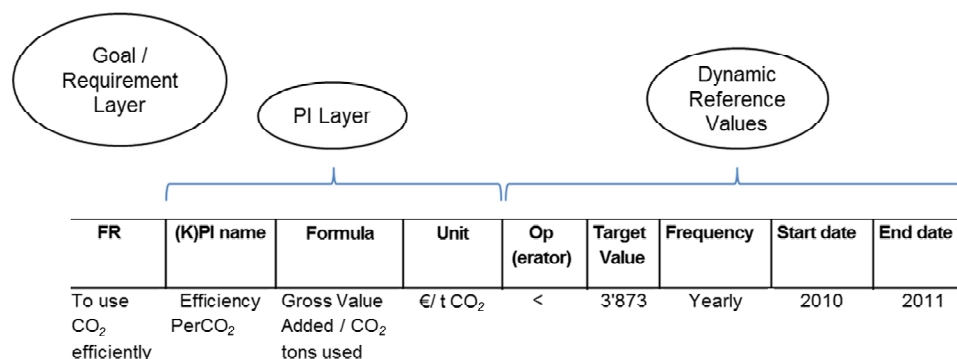 Goal /
Requirement
Layer
PI Layer
Dynamic
Reference
Values
FR (K)PI name Formula Unit Op Target Frequency Start date End date
(erator) Value
To use Efficiency Gross Value €/ t CO₂ < 3'873 Yearly 2010 2011
CO₂ PerCO₂ Added / CO₂
efficiently tons used